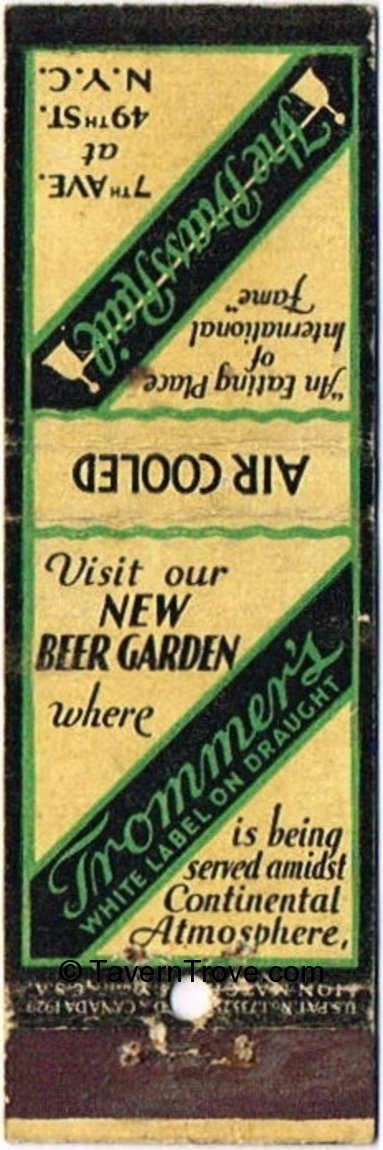 The Brass Rail
7TH AVE.
at
49TH ST.
N.Y.C.
"An Eating Place
of
International
Fame"
AIR COOLED
Visit our
NEW
BEER GARDEN
where
Trommer's
WHITE LABEL ON DRAUGHT
is being
served amidst
Continental
Atmosphere,
© TavernTrove.com